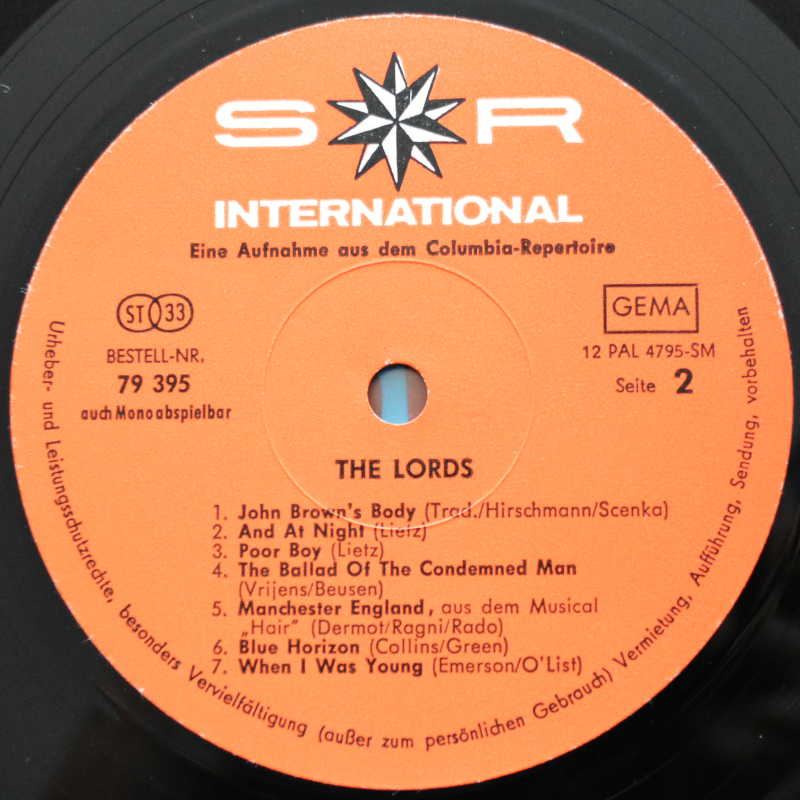 S R
INTERNATIONAL
Eine Aufnahme aus dem Columbia-Repertoire
ST 33
GEMA
BESTELL-NR.
79 395
auch Mono abspielbar
12 PAL 4795-SM
Seite 2
THE LORDS
1. John Brown's Body (Trad./Hirschmann/Scenka)
2. And At Night (Lietz)
3. Poor Boy (Lietz)
4. The Ballad Of The Condemned Man
(Vrijens/Beusen)
5. Manchester England, aus dem Musical
„Hair" (Dermot/Ragni/Rado)
6. Blue Horizon (Collins/Green)
7. When I Was Young (Emerson/O'List)
Urheber- und Leistungsschutzrechte, besonders Vervielfältigung (außer zum persönlichen Gebrauch) Vermietung, Aufführung, Sendung, vorbehalten